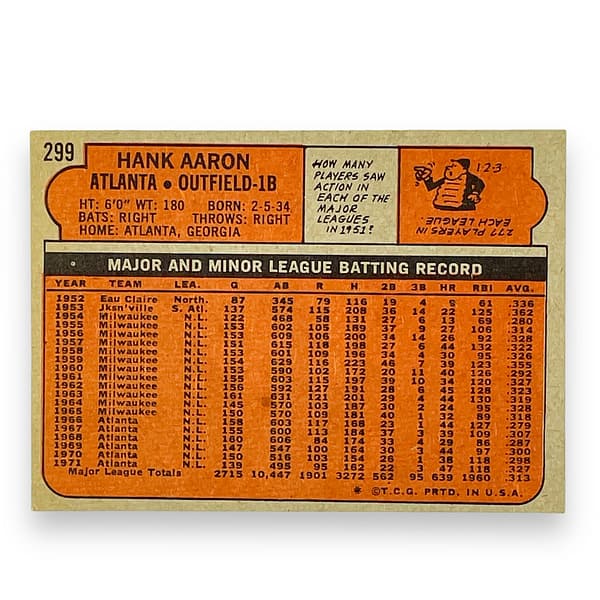 299
HANK AARON
ATLANTA • OUTFIELD-1B
HT: 6'0" WT: 180 BORN: 2-5-34
BATS: RIGHT THROWS: RIGHT
HOME: ATLANTA, GEORGIA
HOW MANY
PLAYERS SAW
ACTION IN
EACH OF THE
MAJOR
LEAGUES
IN 1951?
1-2-3
277 PLAYERS IN
EACH LEAGUE
MAJOR AND MINOR LEAGUE BATTING RECORD
YEAR TEAM LEA. G AB R H 2B 3B HR RBI AVG.
1952 Eau Claire North. 87 345 79 116 19 4 9 61 .336
1953 Jksn'ville S. Atl. 137 574 115 208 36 14 22 125 .362
1954 Milwaukee N.L. 122 468 58 131 27 6 13 69 .280
1955 Milwaukee N.L. 153 602 105 189 37 9 27 106 .314
1956 Milwaukee N.L. 153 609 106 200 34 14 26 92 .328
1957 Milwaukee N.L. 151 615 118 198 27 6 44 132 .322
1958 Milwaukee N.L. 153 601 109 196 34 4 30 95 .326
1959 Milwaukee N.L. 154 629 116 223 46 7 39 123 .355
1960 Milwaukee N.L. 153 590 102 172 20 11 40 126 .292
1961 Milwaukee N.L. 155 603 115 197 39 10 34 120 .327
1962 Milwaukee N.L. 156 592 127 191 28 6 45 128 .323
1963 Milwaukee N.L. 161 631 121 201 29 4 44 130 .319
1964 Milwaukee N.L. 145 570 103 187 30 2 24 95 .328
1965 Milwaukee N.L. 150 570 109 181 40 1 32 89 .318
1966 Atlanta N.L. 158 603 117 168 23 1 44 127 .279
1967 Atlanta N.L. 155 600 113 184 37 3 39 109 .307
1968 Atlanta N.L. 160 606 84 174 33 4 29 86 .287
1969 Atlanta N.L. 147 547 100 164 30 3 44 97 .300
1970 Atlanta N.L. 150 516 103 154 26 1 38 118 .298
1971 Atlanta N.L. 139 495 95 162 22 3 47 118 .327
Major League Totals 2715 10,447 1901 3272 562 95 639 1960 .313
* ©T.C.G. PRTD. IN U.S.A.